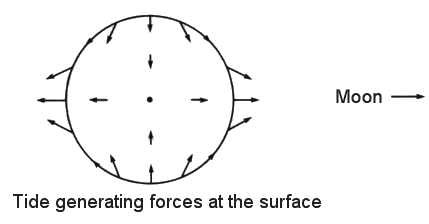 Moon
Tide generating forces at the surface